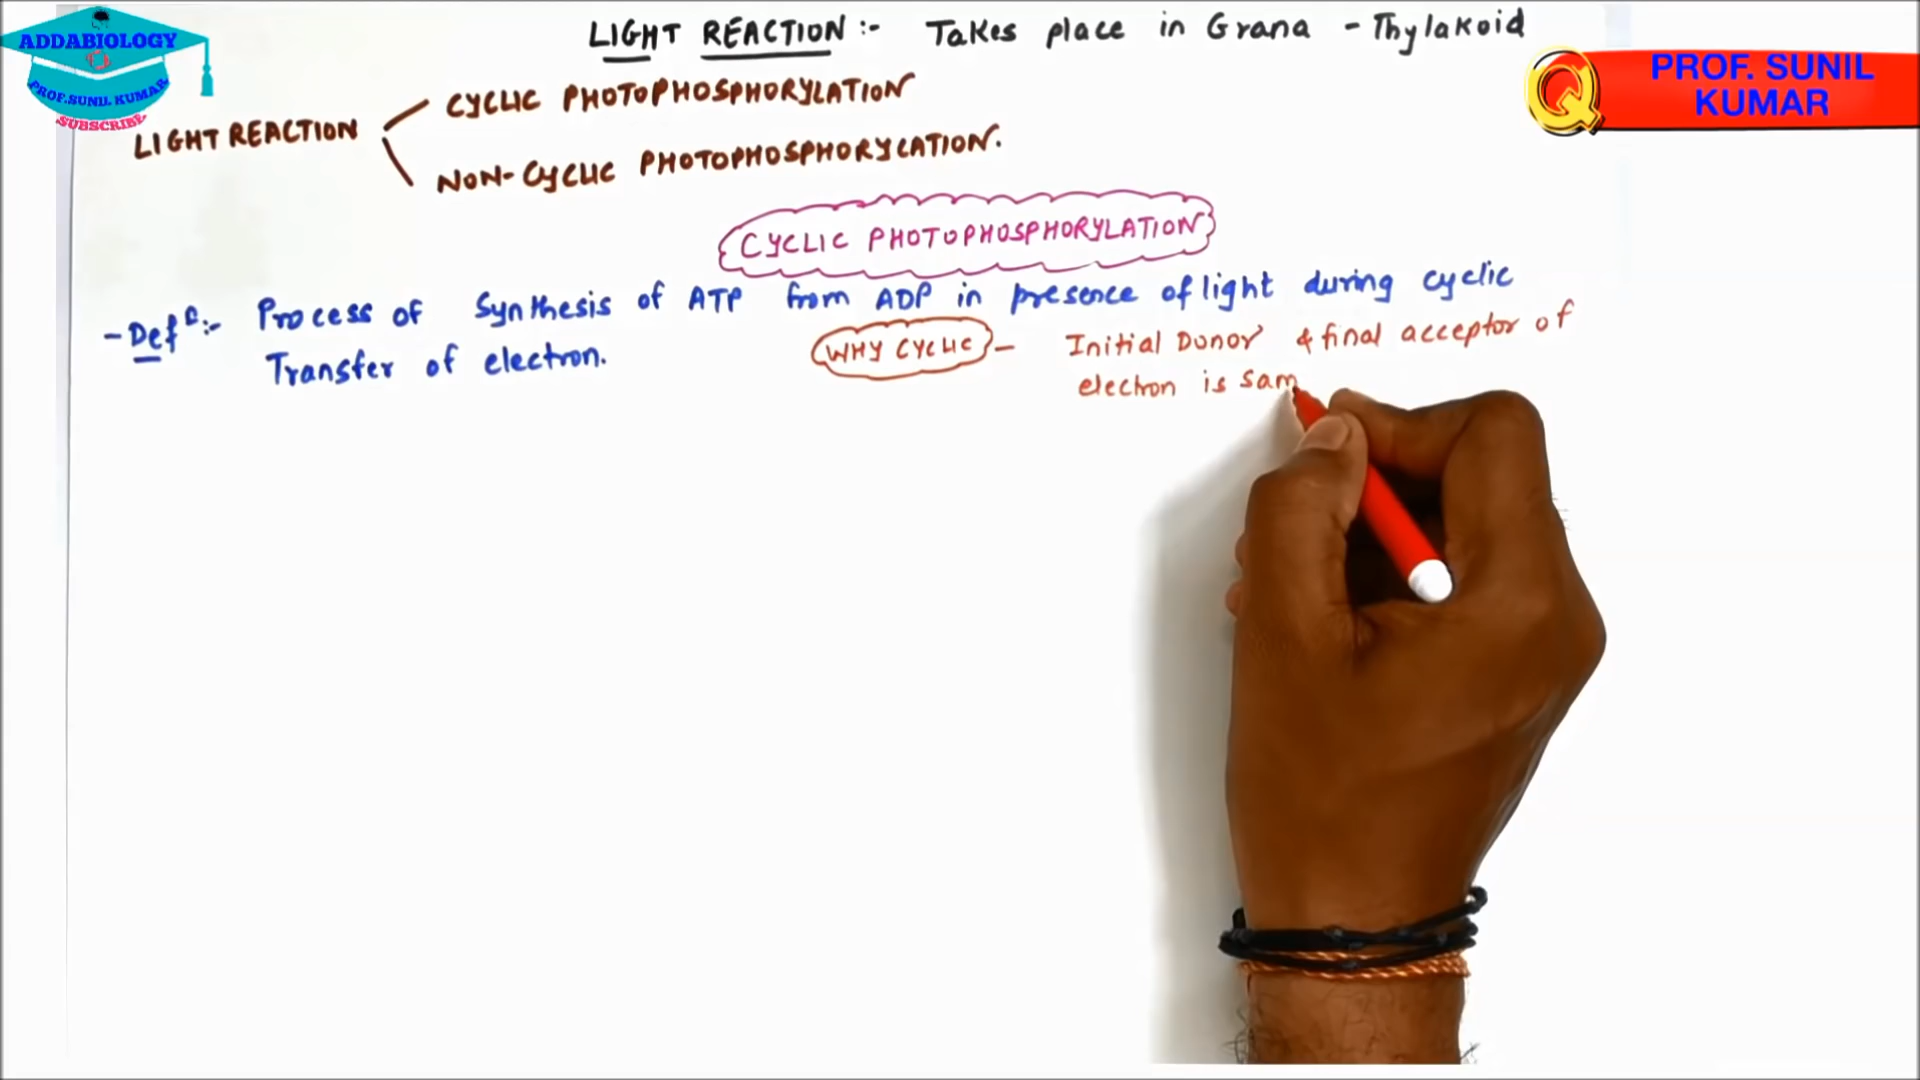 ADDABIOLOGY
PROF.SUNIL KUMAR
SUBSCRIBE
LIGHT REACTION :- Takes place in Grana - Thylakoid
PROF. SUNIL
KUMAR
LIGHT REACTION
CYCLIC PHOTOPHOSPHORYLATION
NON-CYCLIC PHOTOPHOSPHORYLATION.
CYCLIC PHOTOPHOSPHORYLATION
- Defn:- Process of Synthesis of ATP from ADP in presence of light during cyclic
Transfer of electron.
WHY CYCLIC - Initial Donor & final acceptor of
electron is Sam